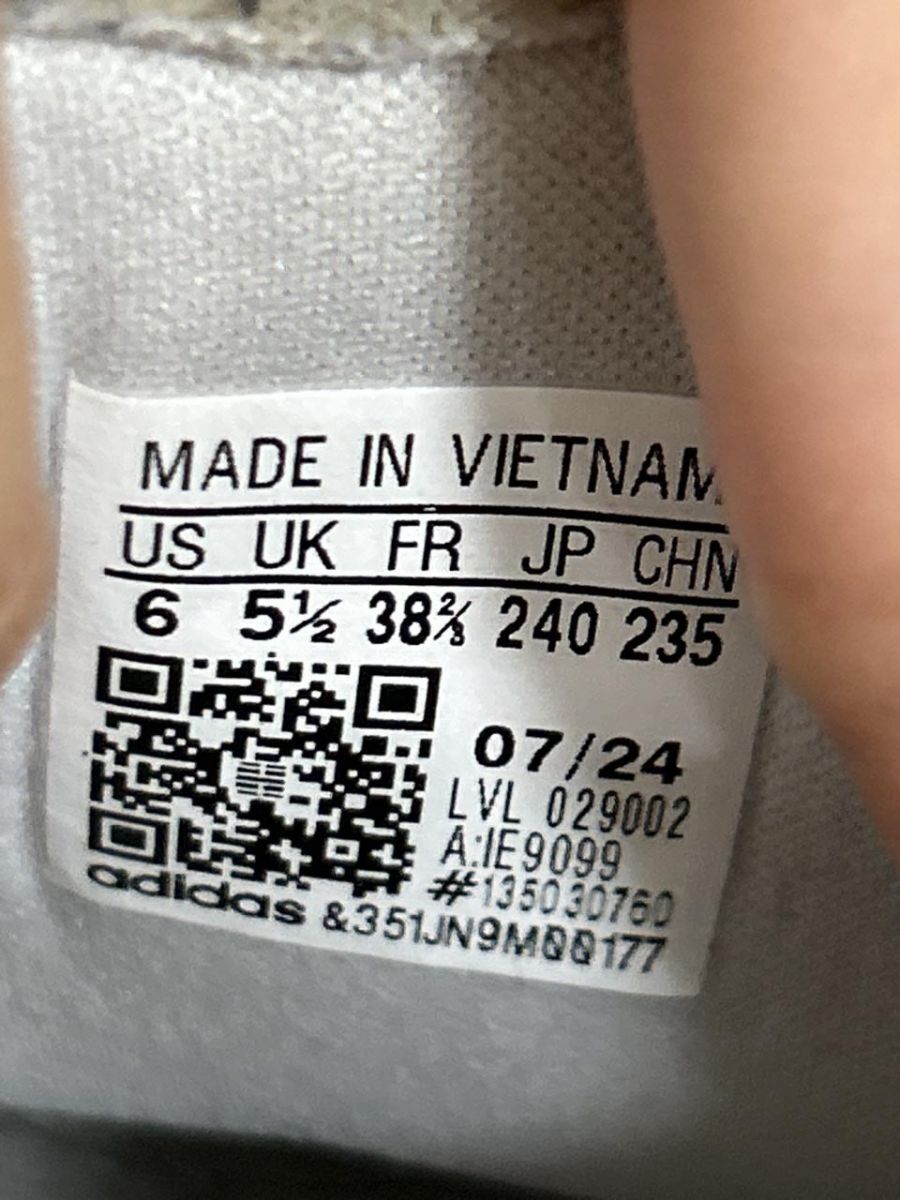 MADE IN VIETNAM
US UK FR JP CHN
6 5½ 38⅔ 240 235
07/24
LVL 029002
A:IE9099
#135030760
adidas &351JN9MQQ177